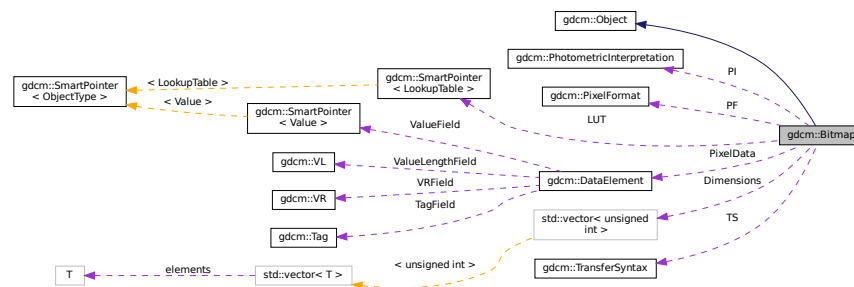 gdcm::Object
gdcm::PhotometricInterpretation
PI
gdcm::SmartPointer
< LookupTable >
< LookupTable >
gdcm::SmartPointer
< ObjectType >
gdcm::PixelFormat
PF
< Value >
gdcm::SmartPointer
< Value >
LUT
ValueField
gdcm::Bitmap
PixelData
gdcm::VL
ValueLengthField
gdcm::DataElement
Dimensions
VRField
gdcm::VR
TagField
std::vector< unsigned
int >
TS
gdcm::Tag
< unsigned int >
gdcm::TransferSyntax
T
elements
std::vector< T >